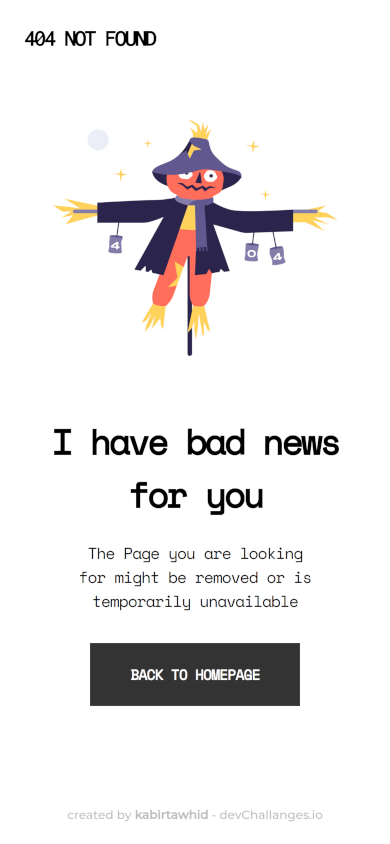 404 NOT FOUND
4
0 4
I have bad news
for you
The Page you are looking
for might be removed or is
temporarily unavailable
BACK TO HOMEPAGE
created by kabirtawhid - devChallanges.io